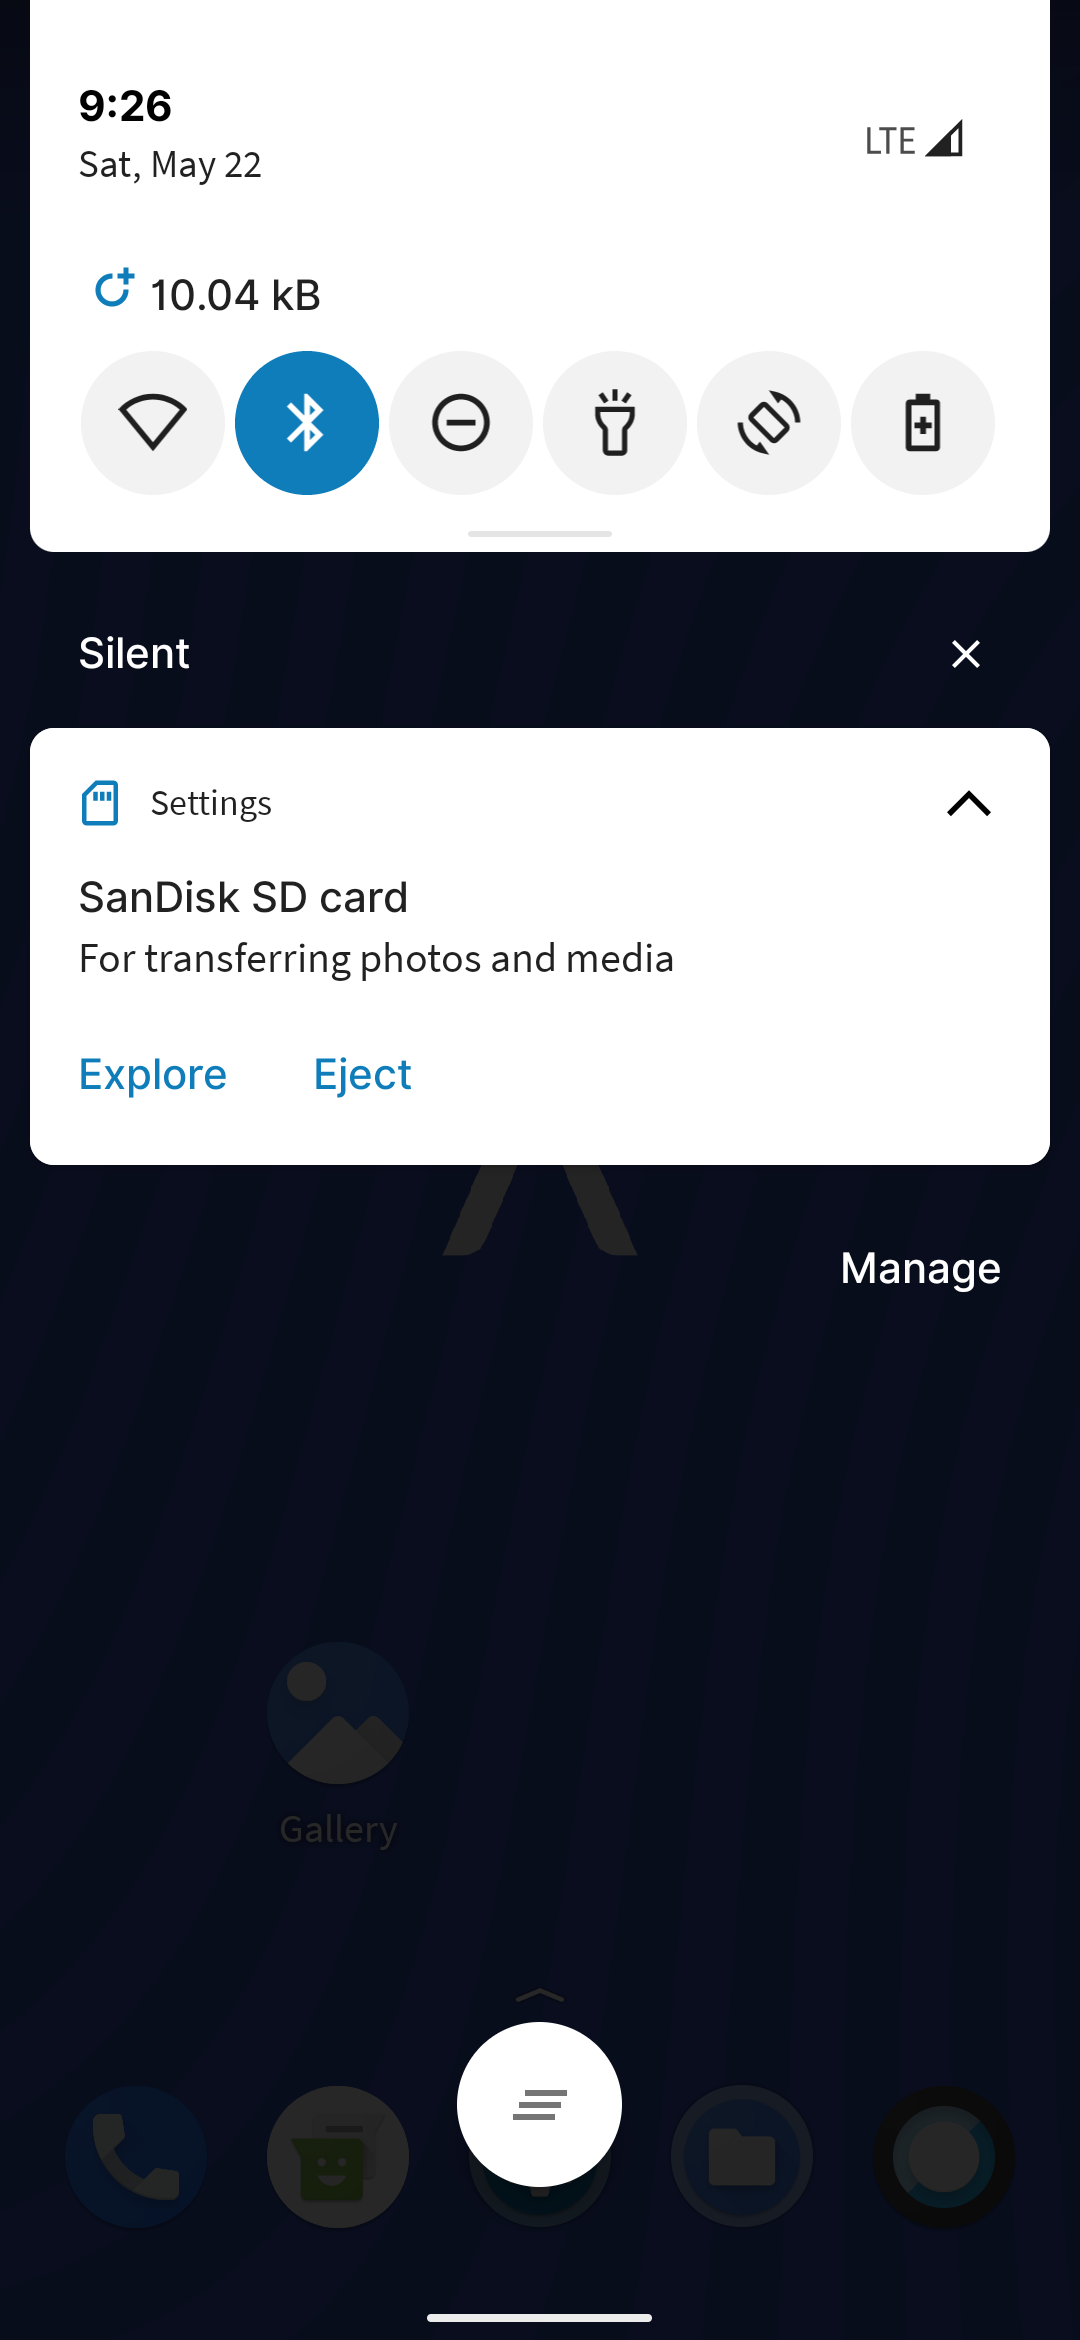 9:26
Sat, May 22
LTE
10.04 kB
Silent
Settings
SanDisk SD card
For transferring photos and media
Explore
Eject
Manage
Gallery